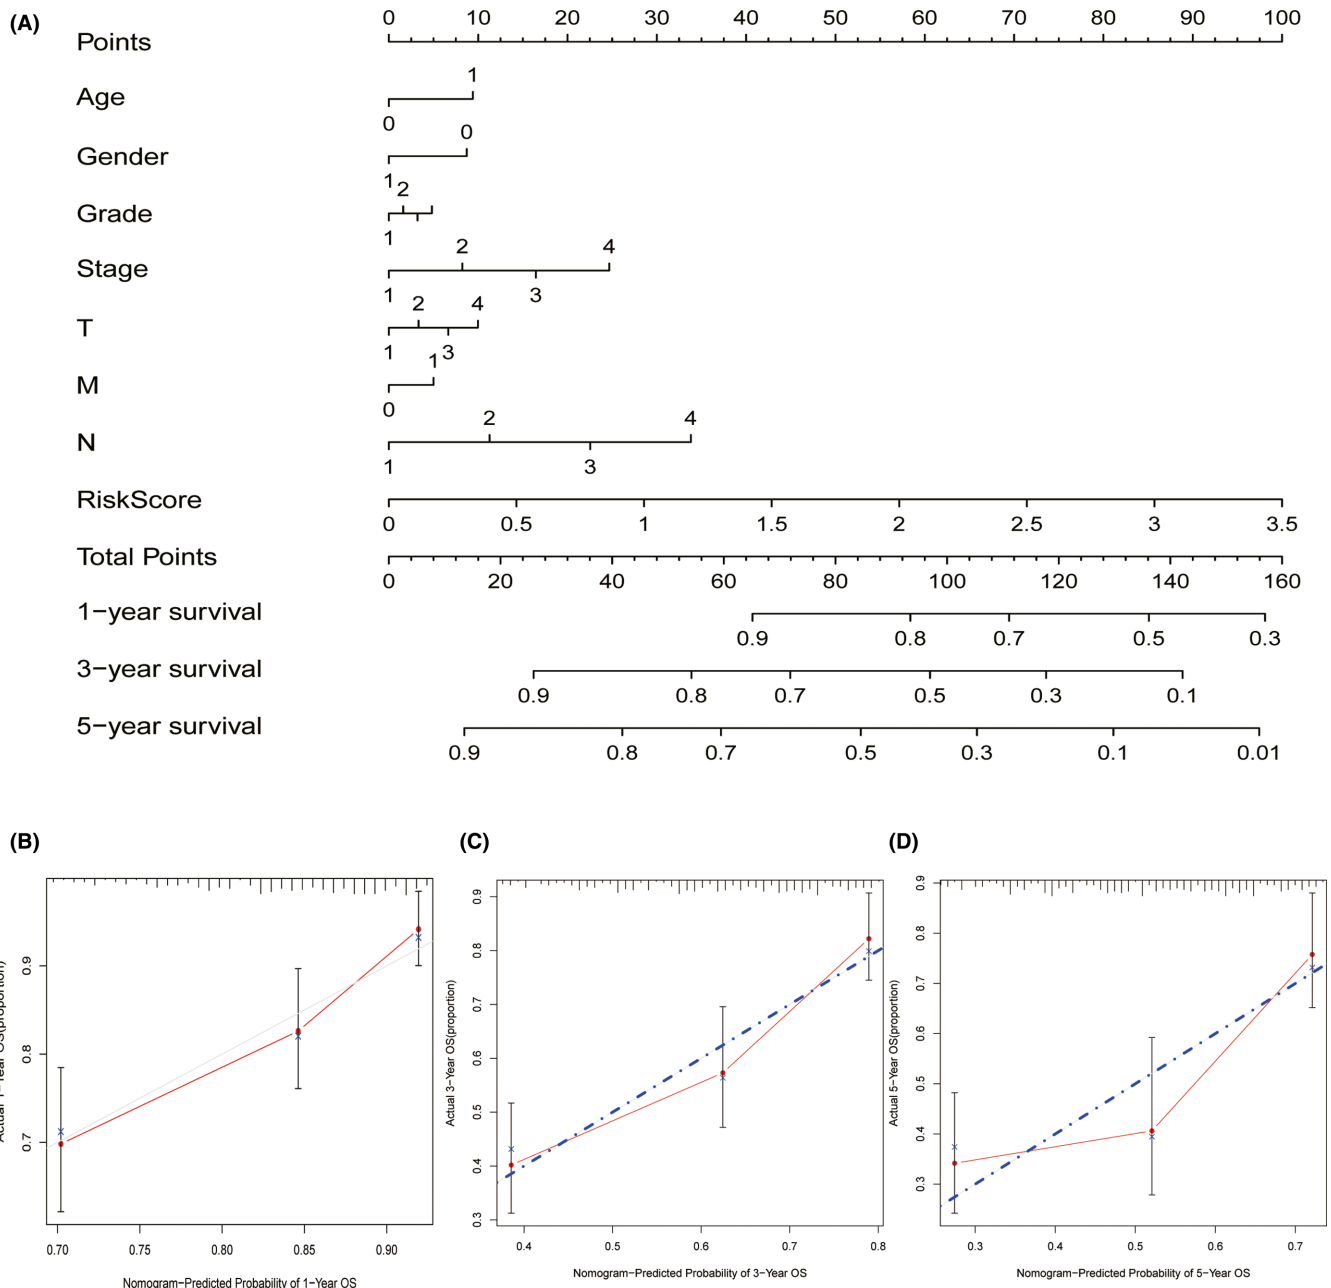 (A)
0 10 20 30 40 50 60 70 80 90 100
Points
1
Age
0
0
Gender
1
2
Grade
1
2 4
Stage
1 3
2 4
T
1 3
1
M
0
2 4
N
1 3
RiskScore
0 0.5 1 1.5 2 2.5 3 3.5
Total Points
0 20 40 60 80 100 120 140 160
1−year survival
0.9 0.8 0.7 0.5 0.3
3−year survival
0.9 0.8 0.7 0.5 0.3 0.1
5−year survival
0.9 0.8 0.7 0.5 0.3 0.1 0.01
(B)
Actual 1−Year OS(proportion)
0.9
0.8
0.7
0.70 0.75 0.80 0.85 0.90
Nomogram−Predicted Probability of 1−Year OS
(C)
Actual 3−Year OS(proportion)
0.9
0.8
0.7
0.6
0.5
0.4
0.3
0.4 0.5 0.6 0.7 0.8
Nomogram−Predicted Probability of 3−Year OS
(D)
Actual 5−Year OS(proportion)
0.9
0.8
0.7
0.6
0.5
0.4
0.3
0.3 0.4 0.5 0.6 0.7
Nomogram−Predicted Probability of 5−Year OS